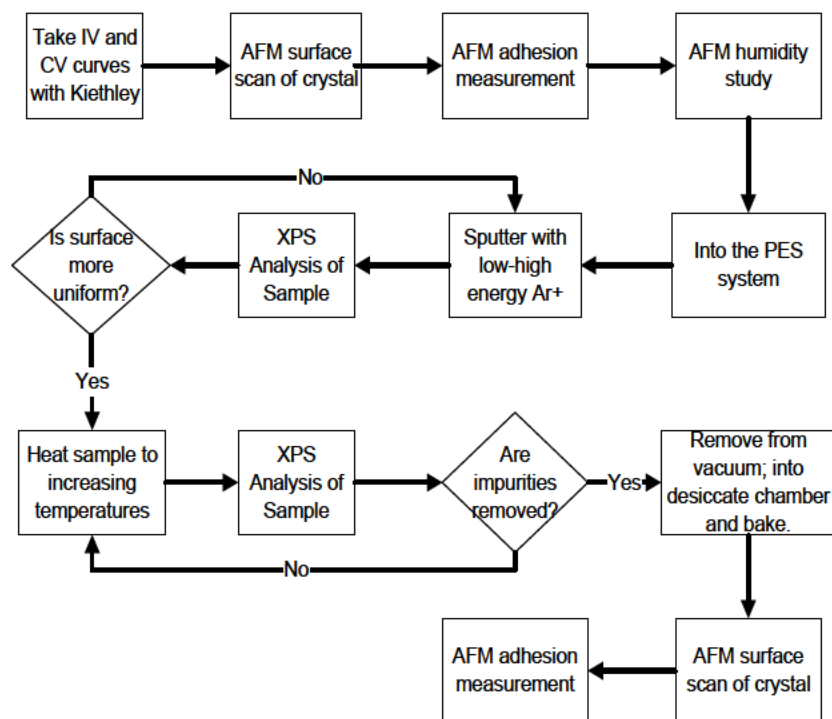 Take IV and
CV curves
with Kiethley
AFM surface
scan of crystal
AFM adhesion
measurement
AFM humidity
study
No
Is surface
more
uniform?
XPS
Analysis of
Sample
Sputter with
low-high
energy Ar+
Into the PES
system
Yes
Heat sample to
increasing
temperatures
XPS
Analysis of
Sample
Are
impurities
removed?
Yes
Remove from
vacuum; into
desiccate chamber
and bake.
No
AFM adhesion
measurement
AFM surface
scan of crystal